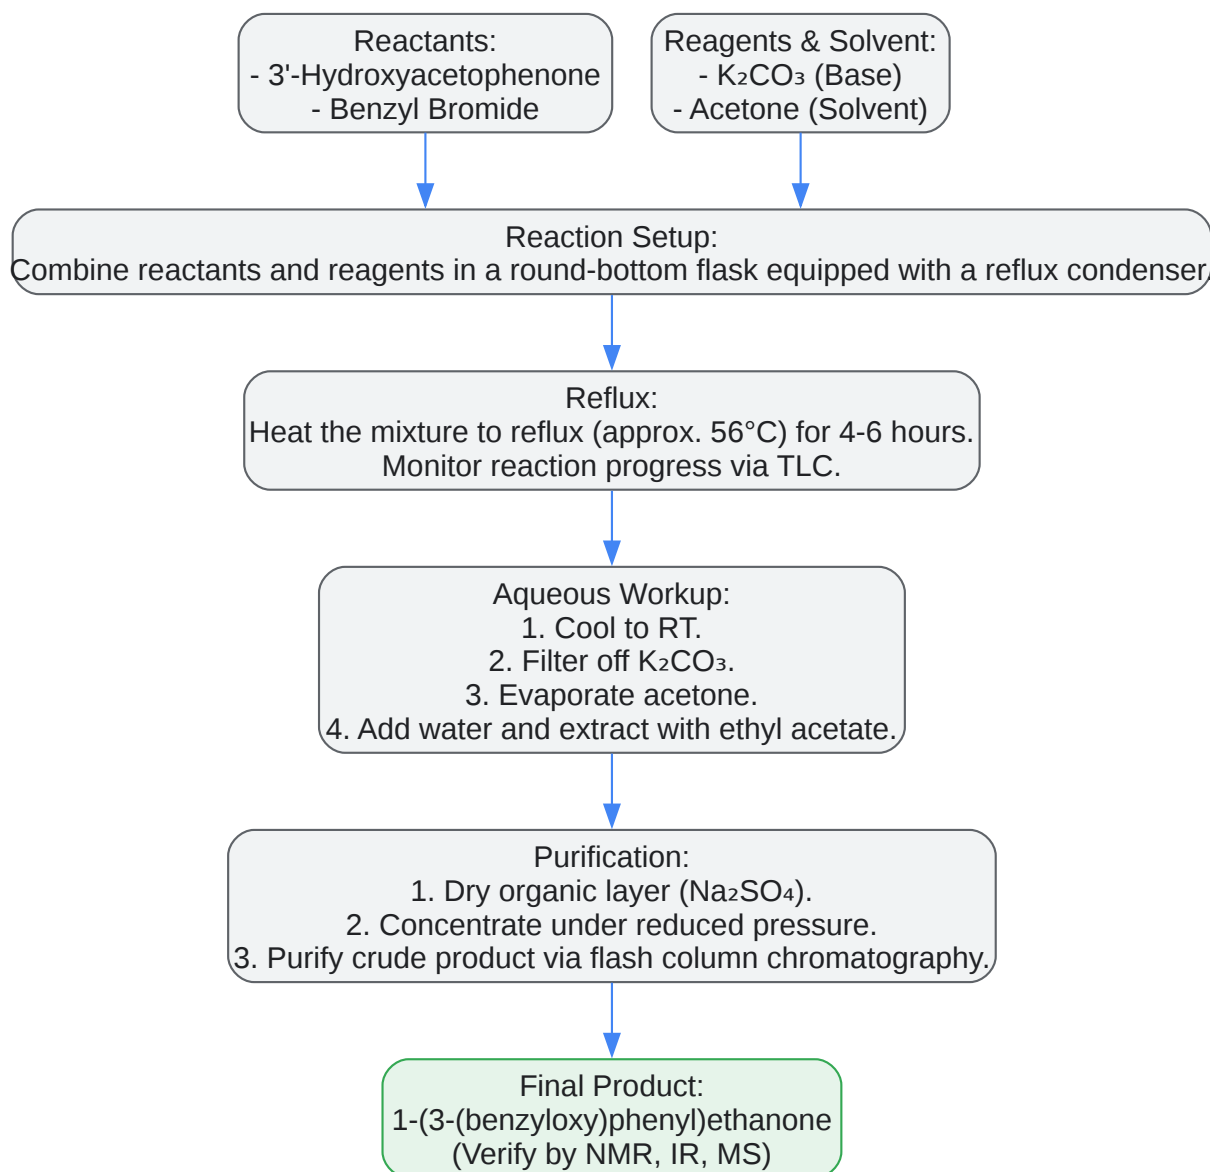 Reactants:
- 3'-Hydroxyacetophenone
- Benzyl Bromide
Reagents & Solvent:
- K₂CO₃ (Base)
- Acetone (Solvent)
Reaction Setup:
Combine reactants and reagents in a round-bottom flask equipped with a reflux condenser.
Reflux:
Heat the mixture to reflux (approx. 56°C) for 4-6 hours.
Monitor reaction progress via TLC.
Aqueous Workup:
1. Cool to RT.
2. Filter off K₂CO₃.
3. Evaporate acetone.
4. Add water and extract with ethyl acetate.
Purification:
1. Dry organic layer (Na₂SO₄).
2. Concentrate under reduced pressure.
3. Purify crude product via flash column chromatography.
Final Product:
1-(3-(benzyloxy)phenyl)ethanone
(Verify by NMR, IR, MS)